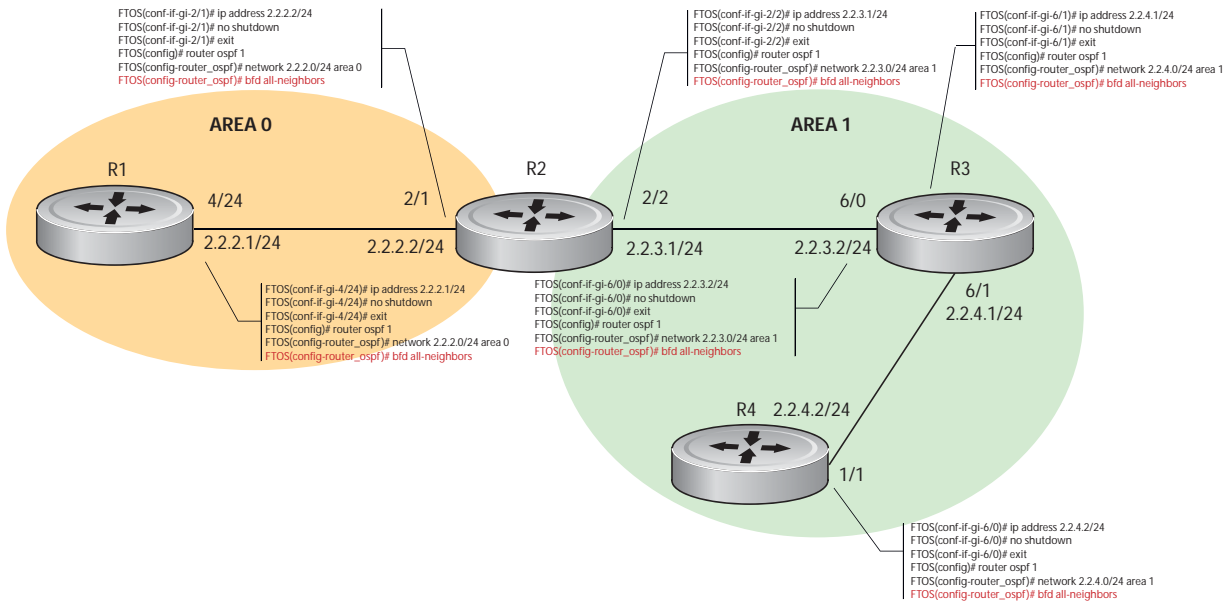 FTOS(conf-if-gi-2/1)# ip address 2.2.2.2/24
FTOS(conf-if-gi-2/1)# no shutdown
FTOS(conf-if-gi-2/1)# exit
FTOS(config)# router ospf 1
FTOS(config-router_ospf)# network 2.2.2.0/24 area 0
FTOS(config-router_ospf)# bfd all-neighbors
FTOS(conf-if-gi-2/2)# ip address 2.2.3.1/24
FTOS(conf-if-gi-2/2)# no shutdown
FTOS(conf-if-gi-2/2)# exit
FTOS(config)# router ospf 1
FTOS(config-router_ospf)# network 2.2.3.0/24 area 1
FTOS(config-router_ospf)# bfd all-neighbors
FTOS(conf-if-gi-6/1)# ip address 2.2.4.1/24
FTOS(conf-if-gi-6/1)# no shutdown
FTOS(conf-if-gi-6/1)# exit
FTOS(config)# router ospf 1
FTOS(config-router_ospf)# network 2.2.4.0/24 area 1
FTOS(config-router_ospf)# bfd all-neighbors
AREA 0
AREA 1
R1
R2
R3
4/24
2/1
2/2
6/0
2.2.2.1/24
2.2.2.2/24
2.2.3.1/24
2.2.3.2/24
6/1
2.2.4.1/24
FTOS(conf-if-gi-4/24)# ip address 2.2.2.1/24
FTOS(conf-if-gi-4/24)# no shutdown
FTOS(conf-if-gi-4/24)# exit
FTOS(config)# router ospf 1
FTOS(config-router_ospf)# network 2.2.2.0/24 area 0
FTOS(config-router_ospf)# bfd all-neighbors
FTOS(conf-if-gi-6/0)# ip address 2.2.3.2/24
FTOS(conf-if-gi-6/0)# no shutdown
FTOS(conf-if-gi-6/0)# exit
FTOS(config)# router ospf 1
FTOS(config-router_ospf)# network 2.2.3.0/24 area 1
FTOS(config-router_ospf)# bfd all-neighbors
R4
2.2.4.2/24
1/1
FTOS(conf-if-gi-6/0)# ip address 2.2.4.2/24
FTOS(conf-if-gi-6/0)# no shutdown
FTOS(conf-if-gi-6/0)# exit
FTOS(config)# router ospf 1
FTOS(config-router_ospf)# network 2.2.4.0/24 area 1
FTOS(config-router_ospf)# bfd all-neighbors